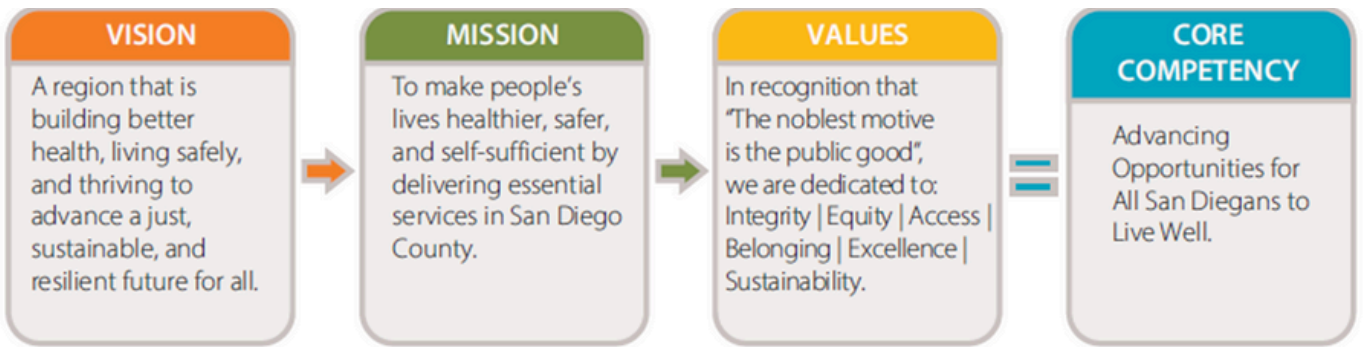 VISION
A region that is
building better
health, living safely,
and thriving to
advance a just,
sustainable, and
resilient future for all.
MISSION
To make people's
lives healthier, safer,
and self-sufficient by
delivering essential
services in San Diego
County.
VALUES
In recognition that
“The noblest motive
is the public good”,
we are dedicated to:
Integrity | Equity | Access |
Belonging | Excellence |
Sustainability.
CORE
COMPETENCY
Advancing
Opportunities for
All San Diegans to
Live Well.